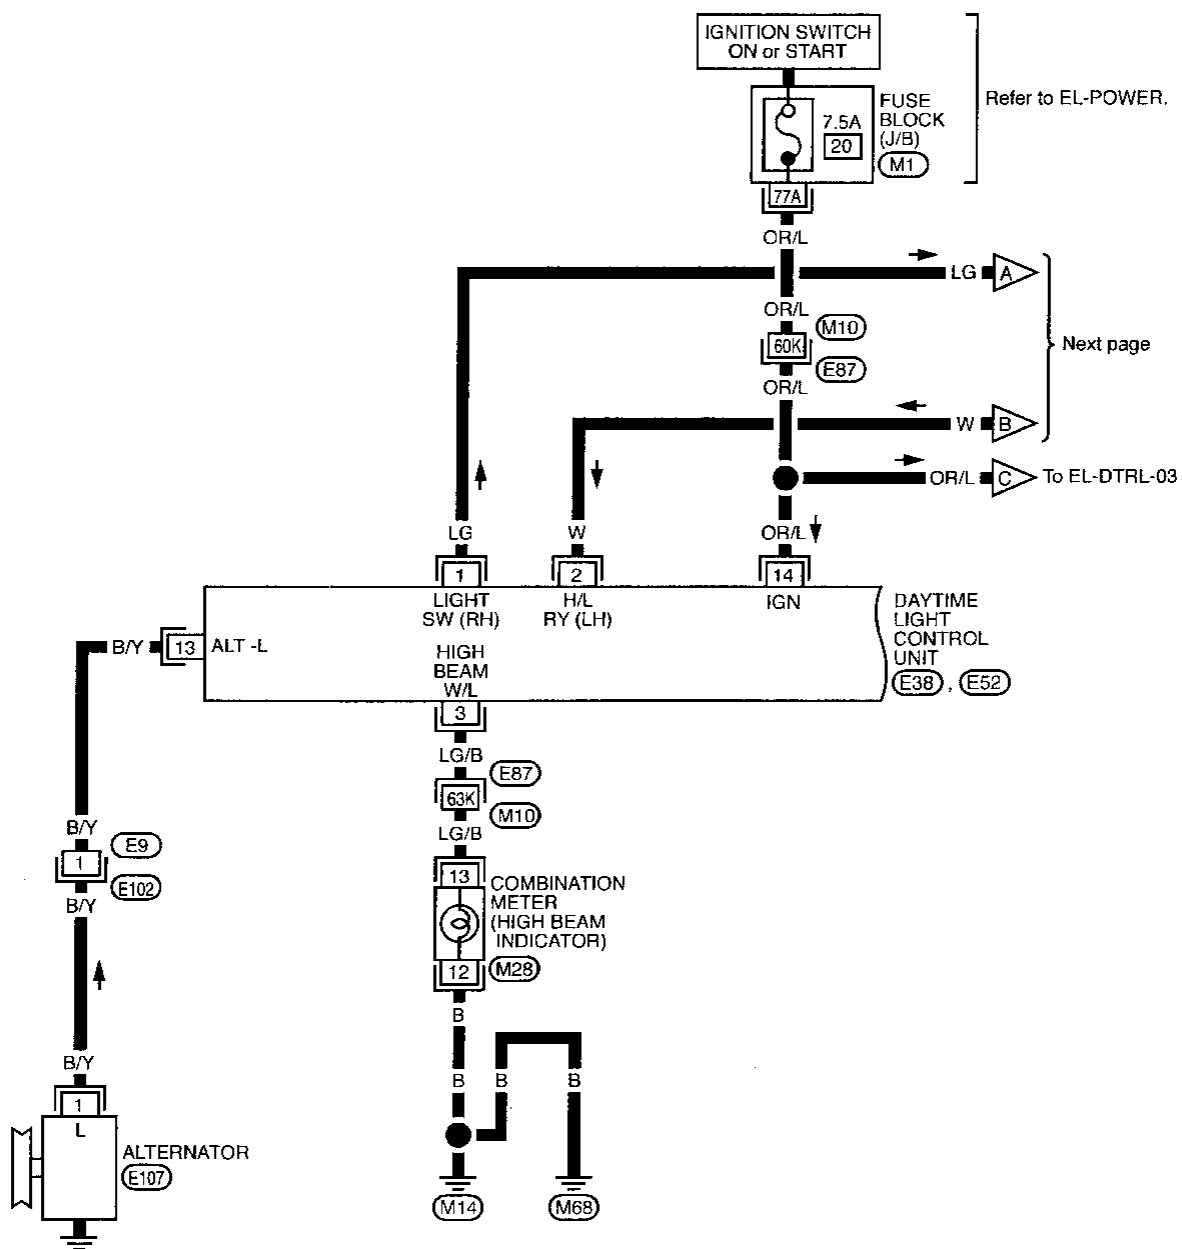 IGNITION SWITCH
ON or START
Refer to EL-POWER.
7.5A
20
FUSE
BLOCK
(J/B)
M1
77A
OR/L
LG
A
OR/L
M10
60K
E87
Next page
OR/L
W
B
OR/L
C
To EL-DTRL-03
LG
W
OR/L
1
2
14
LIGHT
SW (RH)
H/L
RY (LH)
IGN
DAYTIME
LIGHT
CONTROL
UNIT
E38 , E52
B/Y
13
ALT -L
HIGH
BEAM
W/L
3
LG/B
E87
63K
M10
LG/B
B/Y
E9
1
E102
B/Y
13
COMBINATION
METER
(HIGH BEAM
INDICATOR)
12
M28
B
B/Y
B
B
B
1
L
ALTERNATOR
E107
M14
M68